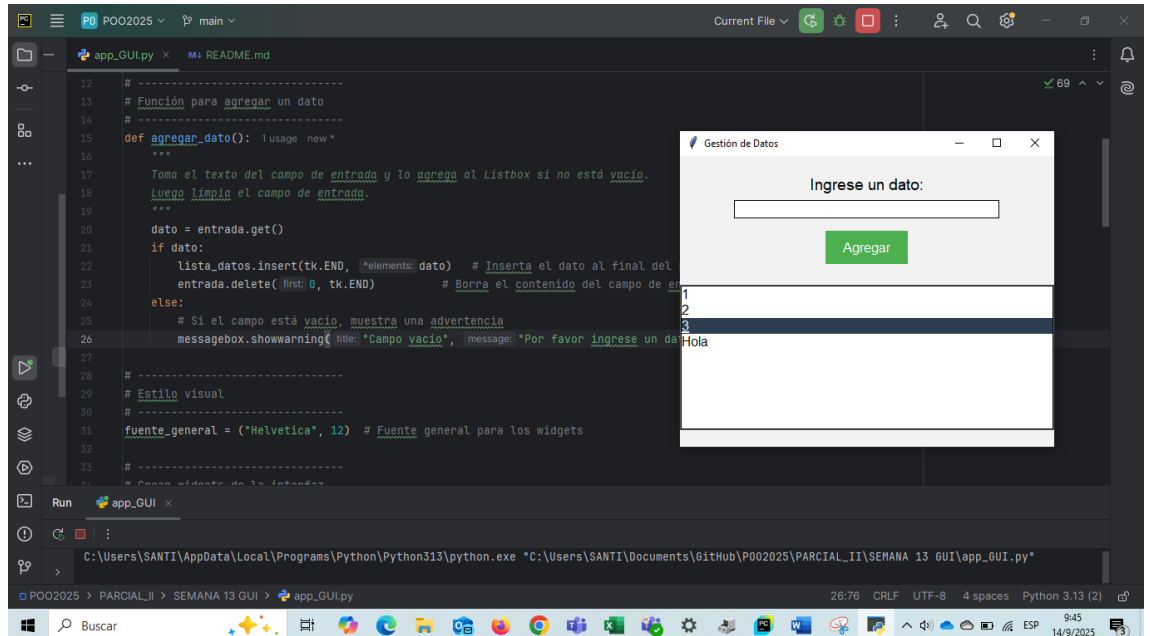 PC
P0 POO2025 main Current File
app_GUI.py × M↓ README.md
12 # -------------------------------
13 # Función para agregar un dato
14 # -------------------------------
15 def agregar_dato(): 1 usage new *
16 """
17 Toma el texto del campo de entrada y lo agrega al Listbox si no está vacío.
18 Luego limpia el campo de entrada.
19 """
20 dato = entrada.get()
21 if dato:
22 lista_datos.insert(tk.END, *elements: dato) # Inserta el dato al final del
23 entrada.delete( first: 0, tk.END) # Borra el contenido del campo de en
24 else:
25 # Si el campo está vacío, muestra una advertencia
26 messagebox.showwarning( title: "Campo vacío", message: "Por favor ingrese un da
27
28 # -------------------------------
29 # Estilo visual
30 # -------------------------------
31 fuente_general = ("Helvetica", 12) # Fuente general para los widgets
32
33 # -------------------------------
69
Gestión de Datos
Ingrese un dato:
Agregar
1
2
3
Hola
Run app_GUI ×
C:\Users\SANTI\AppData\Local\Programs\Python\Python313\python.exe "C:\Users\SANTI\Documents\GitHub\POO2025\PARCIAL_II\SEMANA 13 GUI\app_GUI.py"
POO2025 > PARCIAL_II > SEMANA 13 GUI > app_GUI.py 26:76 CRLF UTF-8 4 spaces Python 3.13 (2)
Buscar ESP 9:45
14/9/2025 3